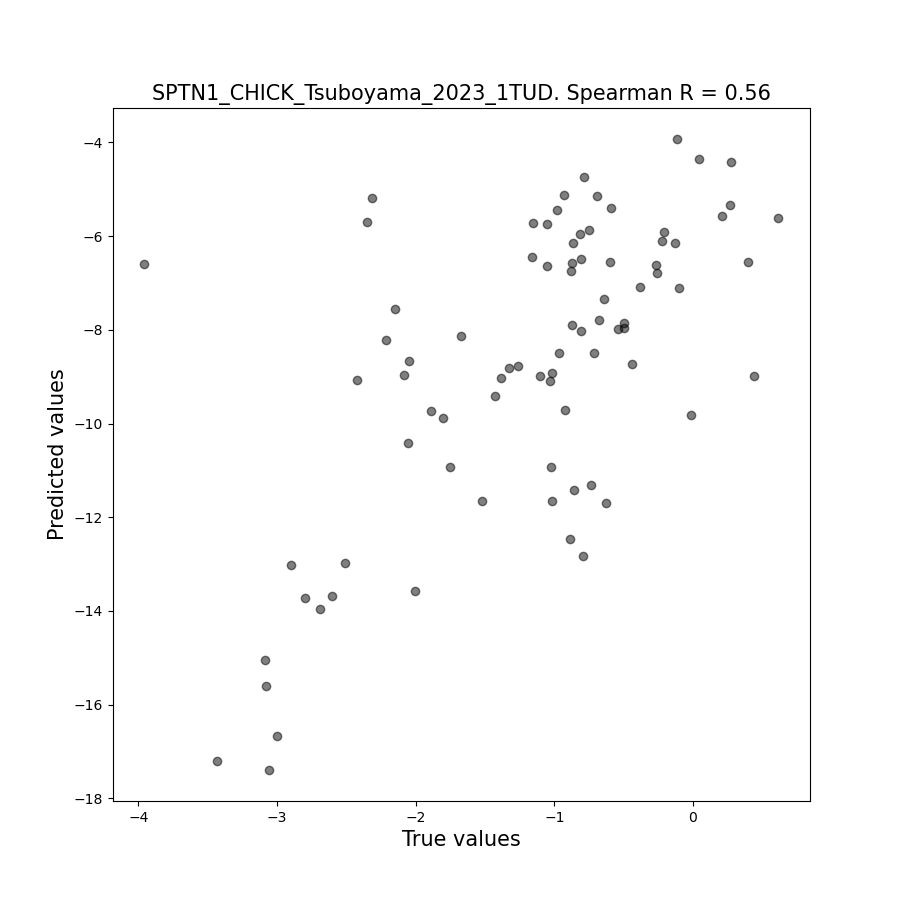 SPTN1_CHICK_Tsuboyama_2023_1TUD. Spearman R = 0.56
Predicted values
−4
−6
−8
−10
−12
−14
−16
−18
−4 −3 −2 −1 0
True values